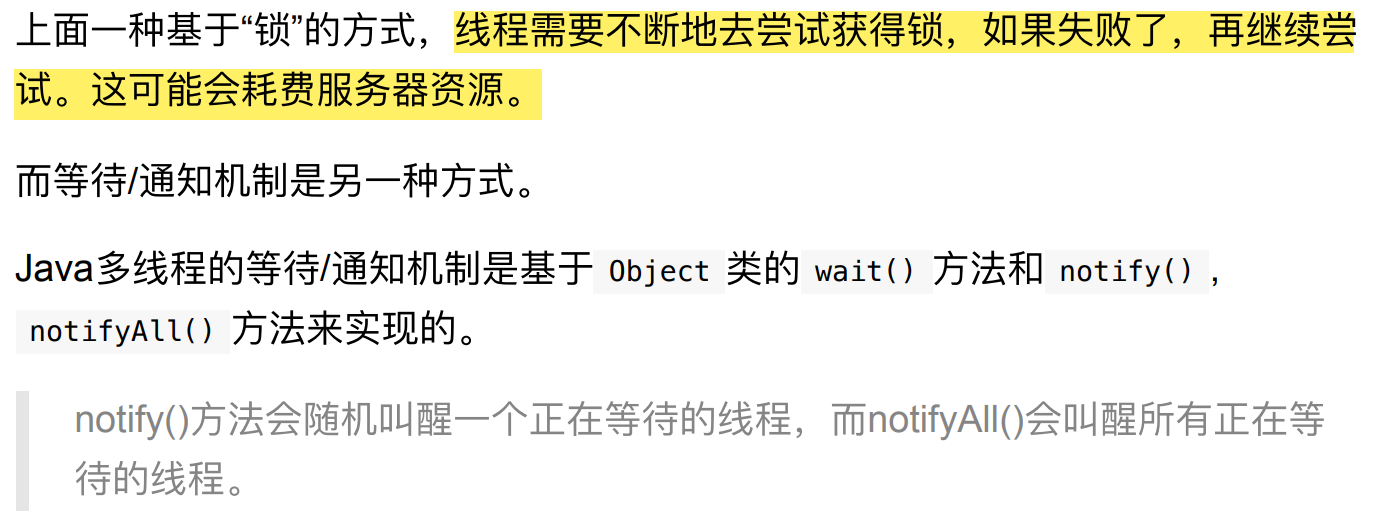 上面一种基于“锁”的方式，线程需要不断地去尝试获得锁，如果失败了，再继续尝
试。这可能会耗费服务器资源。
而等待/通知机制是另一种方式。
Java多线程的等待/通知机制是基于 Object 类的 wait() 方法和 notify() ,
notifyAll() 方法来实现的。
notify()方法会随机叫醒一个正在等待的线程，而notifyAll()会叫醒所有正在等
待的线程。